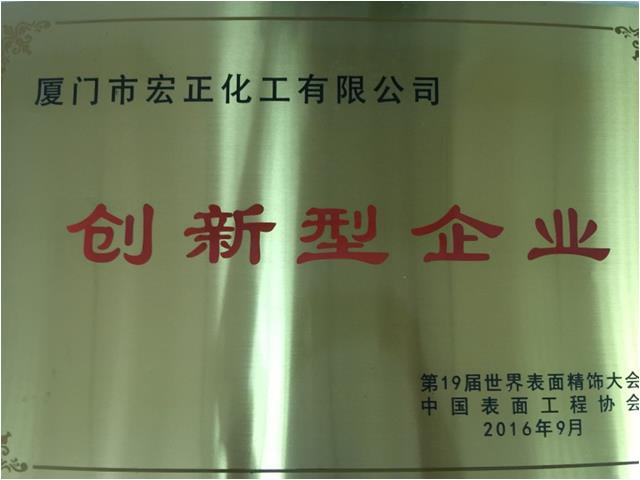 厦门市宏正化工有限公司
创新型企业
第19届世界表面精饰大会
中国表面工程协会
2016年9月